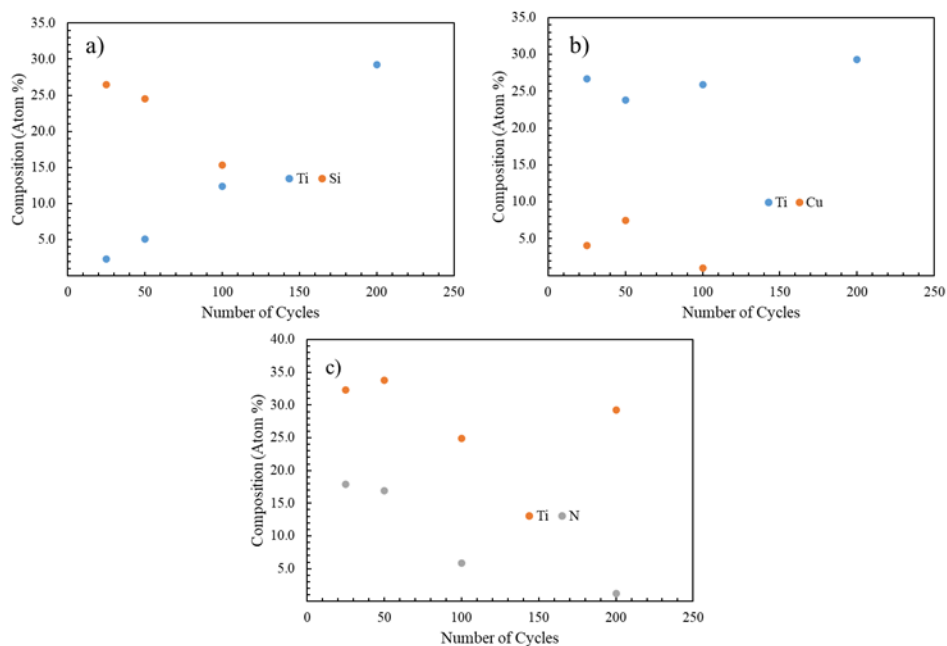 a)
35.0
30.0
25.0
20.0
15.0
10.0
5.0
0 50 100 150 200 250
Composition (Atom %)
Number of Cycles
Ti Si
b)
35.0
30.0
25.0
20.0
15.0
10.0
5.0
0 50 100 150 200 250
Composition (Atom %)
Number of Cycles
Ti Cu
c)
40.0
35.0
30.0
25.0
20.0
15.0
10.0
5.0
0 50 100 150 200 250
Composition (Atom %)
Number of Cycles
Ti N